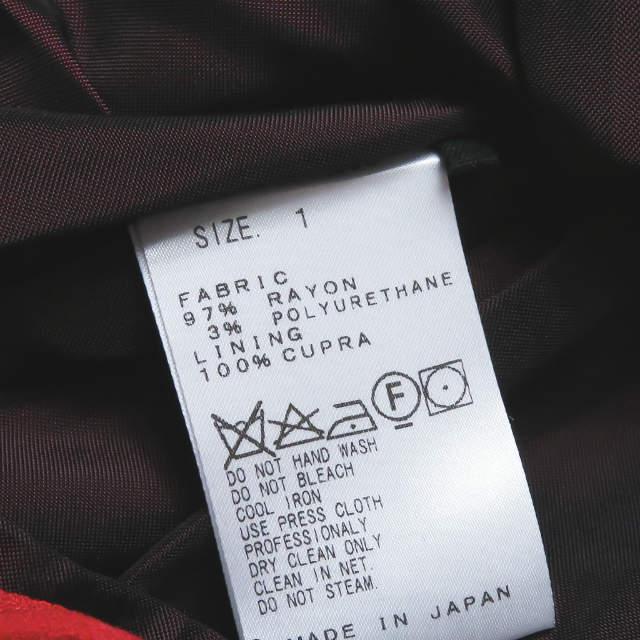 SIZE. 1
FABRIC
97% RAYON
3% POLYURETHANE
LINING
100% CUPRA
F
DO NOT HAND WASH
DO NOT BLEACH
COOL IRON
USE PRESS CLOTH
PROFESSIONALY
DRY CLEAN ONLY
CLEAN IN NET.
DO NOT STEAM.
MADE IN JAPAN